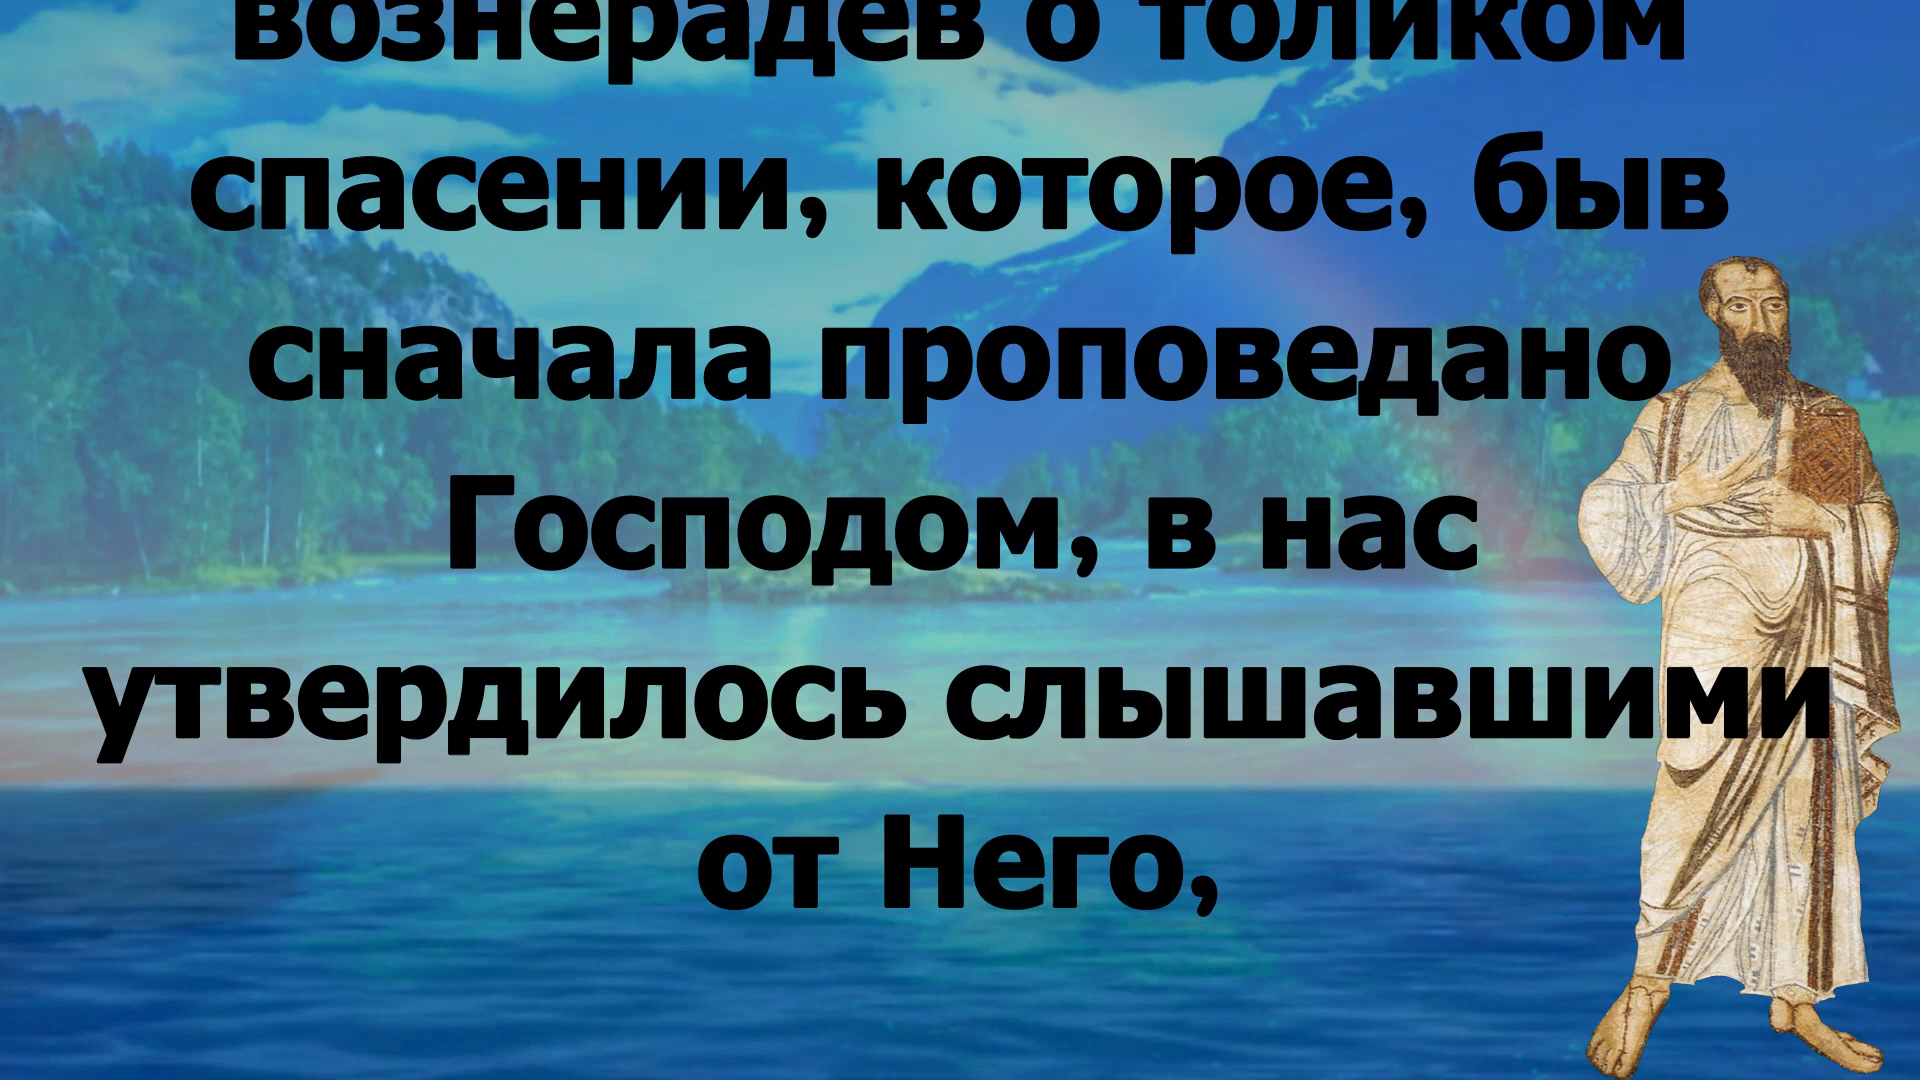 вознерадев о толиком
спасении, которое, быв
сначала проповедано
Господом, в нас
утвердилось слышавшими
от Него,